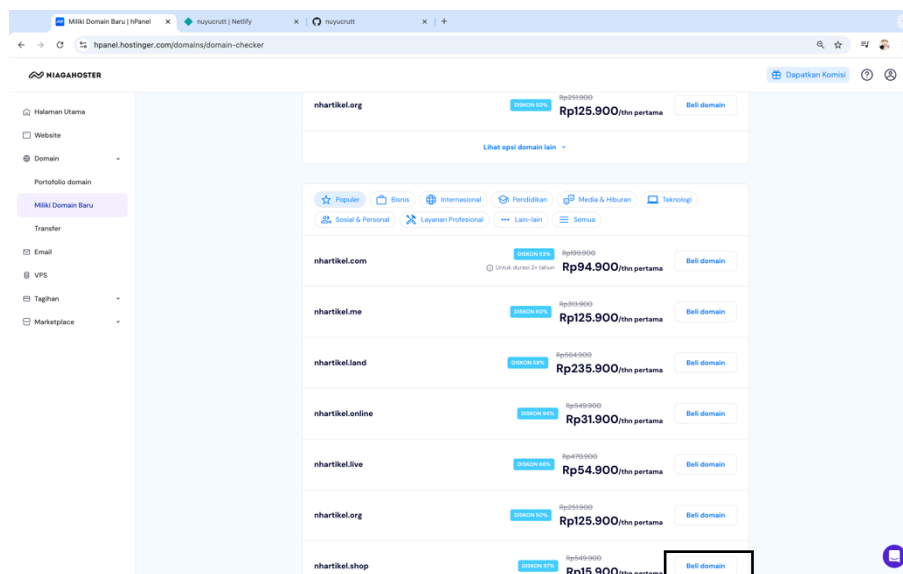 Miliki Domain Baru | hPanel
nuyucrutt | Netlify
nuyucrutt
hpanel.hostinger.com/domains/domain-checker
NIAGAHOSTER
Dapatkan Komisi
Halaman Utama
Website
Domain
Portofolio domain
Miliki Domain Baru
Transfer
Email
VPS
Tagihan
Marketplace
Rp251.900
nhartikel.org DISKON 50% Rp125.900/thn pertama Beli domain
Lihat opsi domain lain
Populer Bisnis Internasional Pendidikan Media & Hiburan Teknologi
Sosial & Personal Layanan Profesional Lain-lain Semua
DISKON 53% Rp199.900
nhartikel.com Untuk durasi 2+ tahun Rp94.900/thn pertama Beli domain
Rp313.900
nhartikel.me DISKON 60% Rp125.900/thn pertama Beli domain
Rp564.900
nhartikel.land DISKON 58% Rp235.900/thn pertama Beli domain
Rp549.900
nhartikel.online DISKON 94% Rp31.900/thn pertama Beli domain
Rp470.900
nhartikel.live DISKON 88% Rp54.900/thn pertama Beli domain
Rp251.900
nhartikel.org DISKON 50% Rp125.900/thn pertama Beli domain
Rp549.900
nhartikel.shop DISKON 97% Rp15.900/thn pertama Beli domain